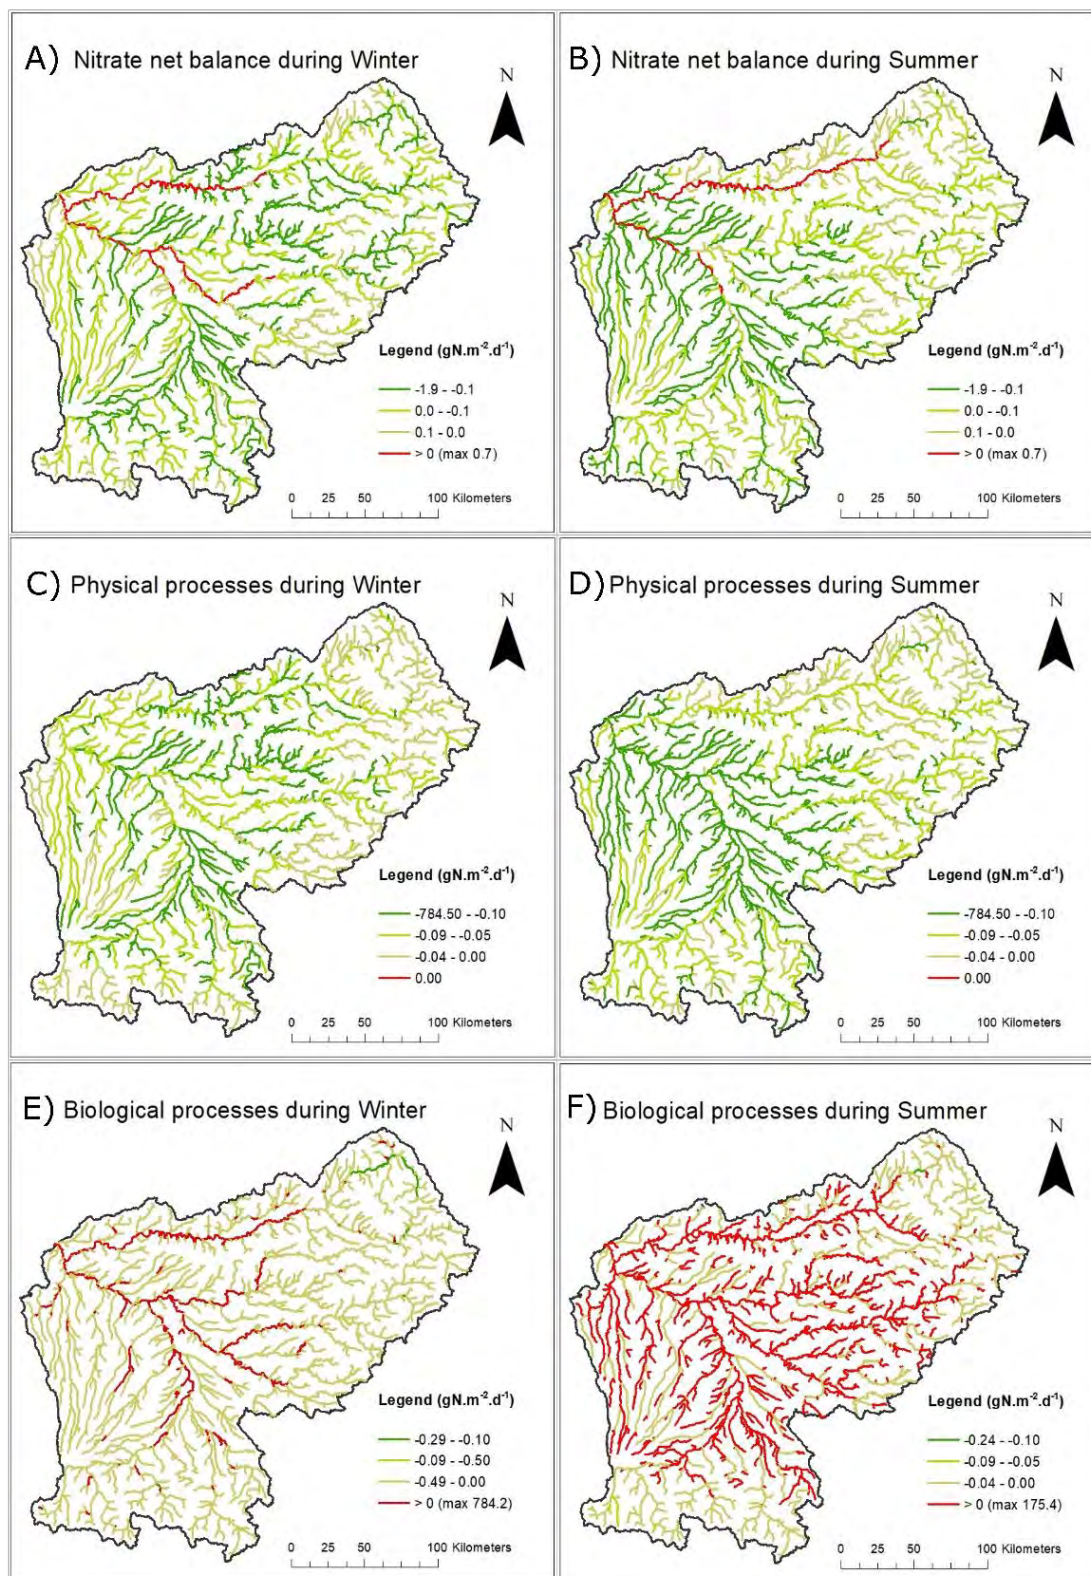 A) Nitrate net balance during Winter
N
Legend (gN.m⁻².d⁻¹)
-1.9 - -0.1
0.0 - -0.1
0.1 - 0.0
> 0 (max 0.7)
0 25 50 100 Kilometers
B) Nitrate net balance during Summer
N
Legend (gN.m⁻².d⁻¹)
-1.9 - -0.1
0.0 - -0.1
0.1 - 0.0
> 0 (max 0.7)
0 25 50 100 Kilometers
C) Physical processes during Winter
N
Legend (gN.m⁻².d⁻¹)
-784.50 - -0.10
-0.09 - -0.05
-0.04 - 0.00
0.00
0 25 50 100 Kilometers
D) Physical processes during Summer
N
Legend (gN.m⁻².d⁻¹)
-784.50 - -0.10
-0.09 - -0.05
-0.04 - 0.00
0.00
0 25 50 100 Kilometers
E) Biological processes during Winter
N
Legend (gN.m⁻².d⁻¹)
-0.29 - -0.10
-0.09 - -0.50
-0.49 - 0.00
> 0 (max 784.2)
0 25 50 100 Kilometers
F) Biological processes during Summer
N
Legend (gN.m⁻².d⁻¹)
-0.24 - -0.10
-0.09 - -0.05
-0.04 - 0.00
> 0 (max 175.4)
0 25 50 100 Kilometers